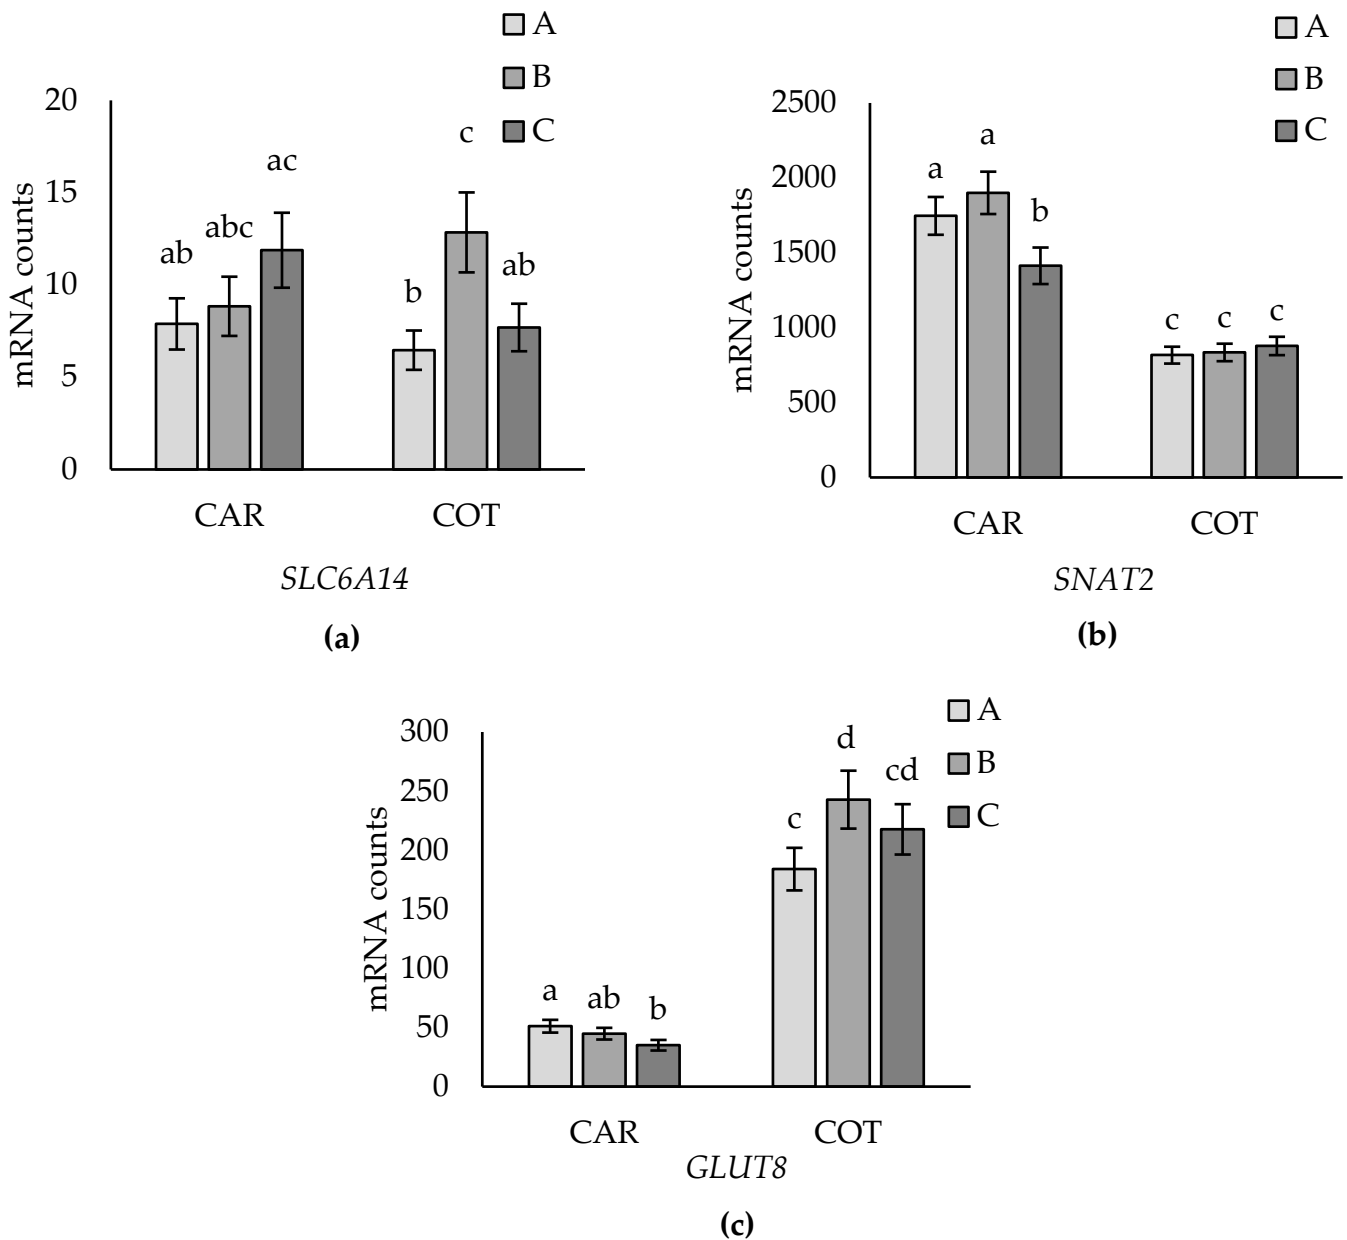 A
B
C
20
15
10
5
0
mRNA counts
ab
abc
ac
b
c
ab
CAR
COT
SLC6A14
(a)
A
B
C
2500
2000
1500
1000
500
0
mRNA counts
a
a
b
c
c
c
CAR
COT
SNAT2
(b)
A
B
C
300
250
200
150
100
50
0
mRNA counts
a
ab
b
c
d
cd
CAR
COT
GLUT8
(c)